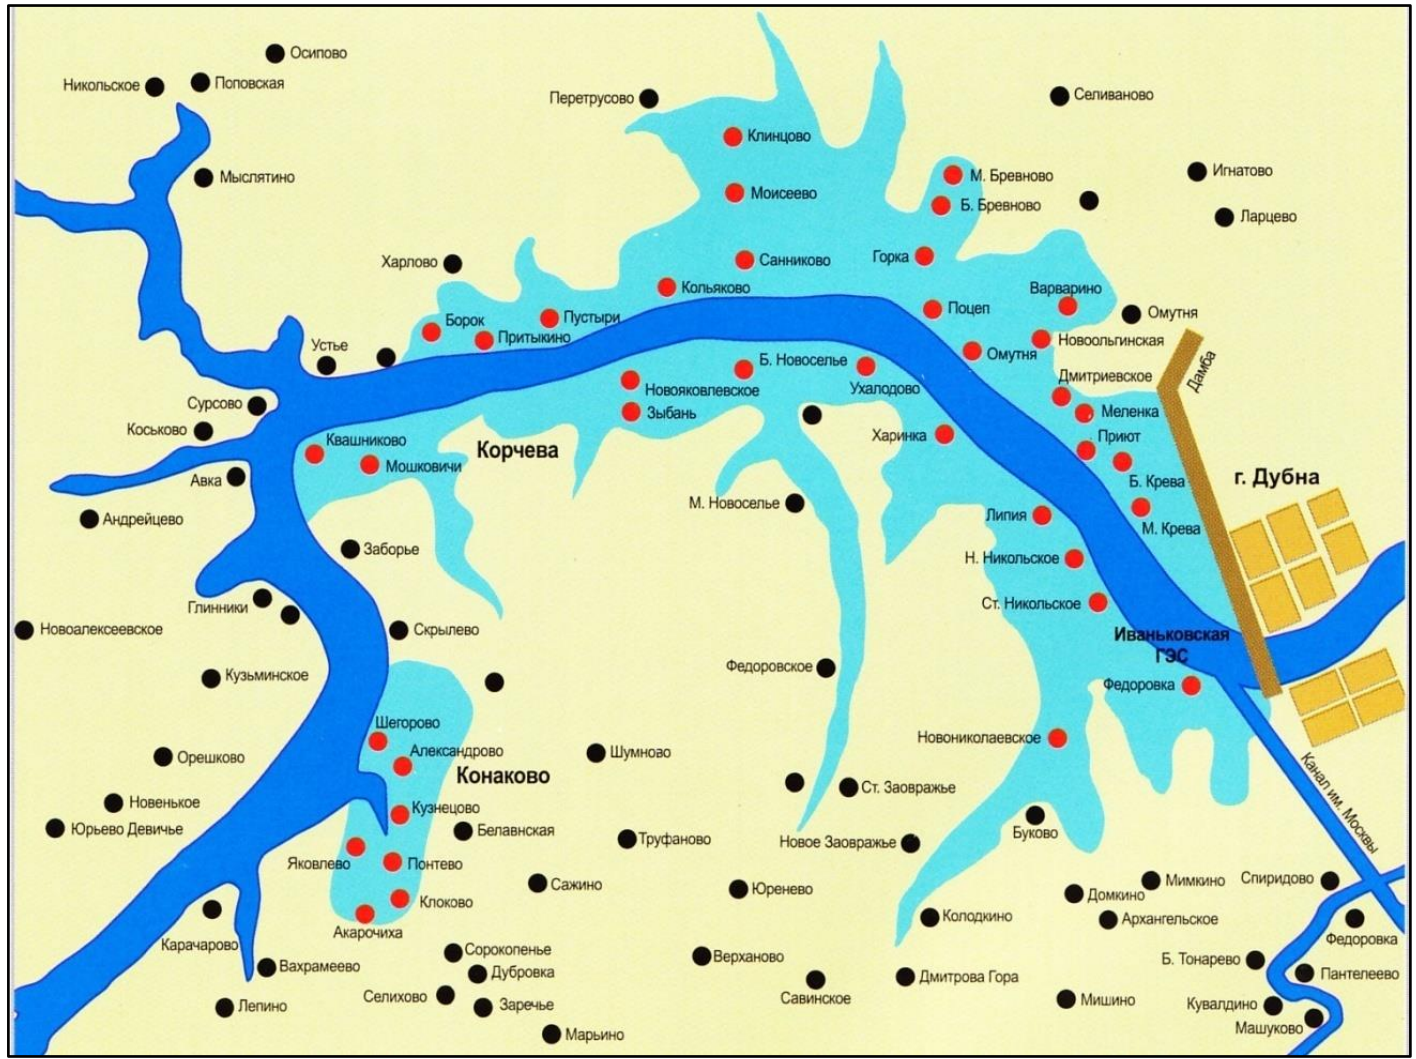 Осипово
Никольское
Поповская
Перетрусово
Селиваново
Клинцово
Мыслятино
М. Бревново
Игнатово
Моисеево
Б. Бревново
Ларцево
Харлово
Санниково
Горка
Кольяково
Варварино
Борок
Пустыри
Поцеп
Омутня
Устье
Притыкино
Новоольгинская
Омутня
Б. Новоселье
Дамба
Дмитриевское
Новояковлевское
Ухалодово
Сурсово
Зыбань
Меленка
Коськово
Квашниково
Харинка
Приют
Корчева
Мошковичи
Авка
Б. Крева
г. Дубна
М. Новоселье
Андрейцево
Липия
М. Крева
Заборье
Н. Никольское
Глинники
Ст. Никольское
Новоалексеевское
Скрылево
Иваньковская
ГЭС
Федоровское
Кузьминское
Федоровка
Шегорово
Новониколаевское
Александрово
Шумново
Орешково
Конаково
Ст. Заовражье
Канал им. Москвы
Новенькое
Кузнецово
Юрьево Девичье
Белавнская
Труфаново
Новое Заовражье
Буково
Яковлево
Понтево
Сажино
Юренево
Домкино
Мимкино
Спиридово
Клоково
Колодкино
Архангельское
Акарочиха
Федоровка
Карачарово
Сорокопенье
Верханово
Б. Тонарево
Вахрамеево
Дубровка
Дмитрова Гора
Пантелеево
Селихово
Савинское
Мишино
Лепино
Заречье
Кувалдино
Машуково
Марьино